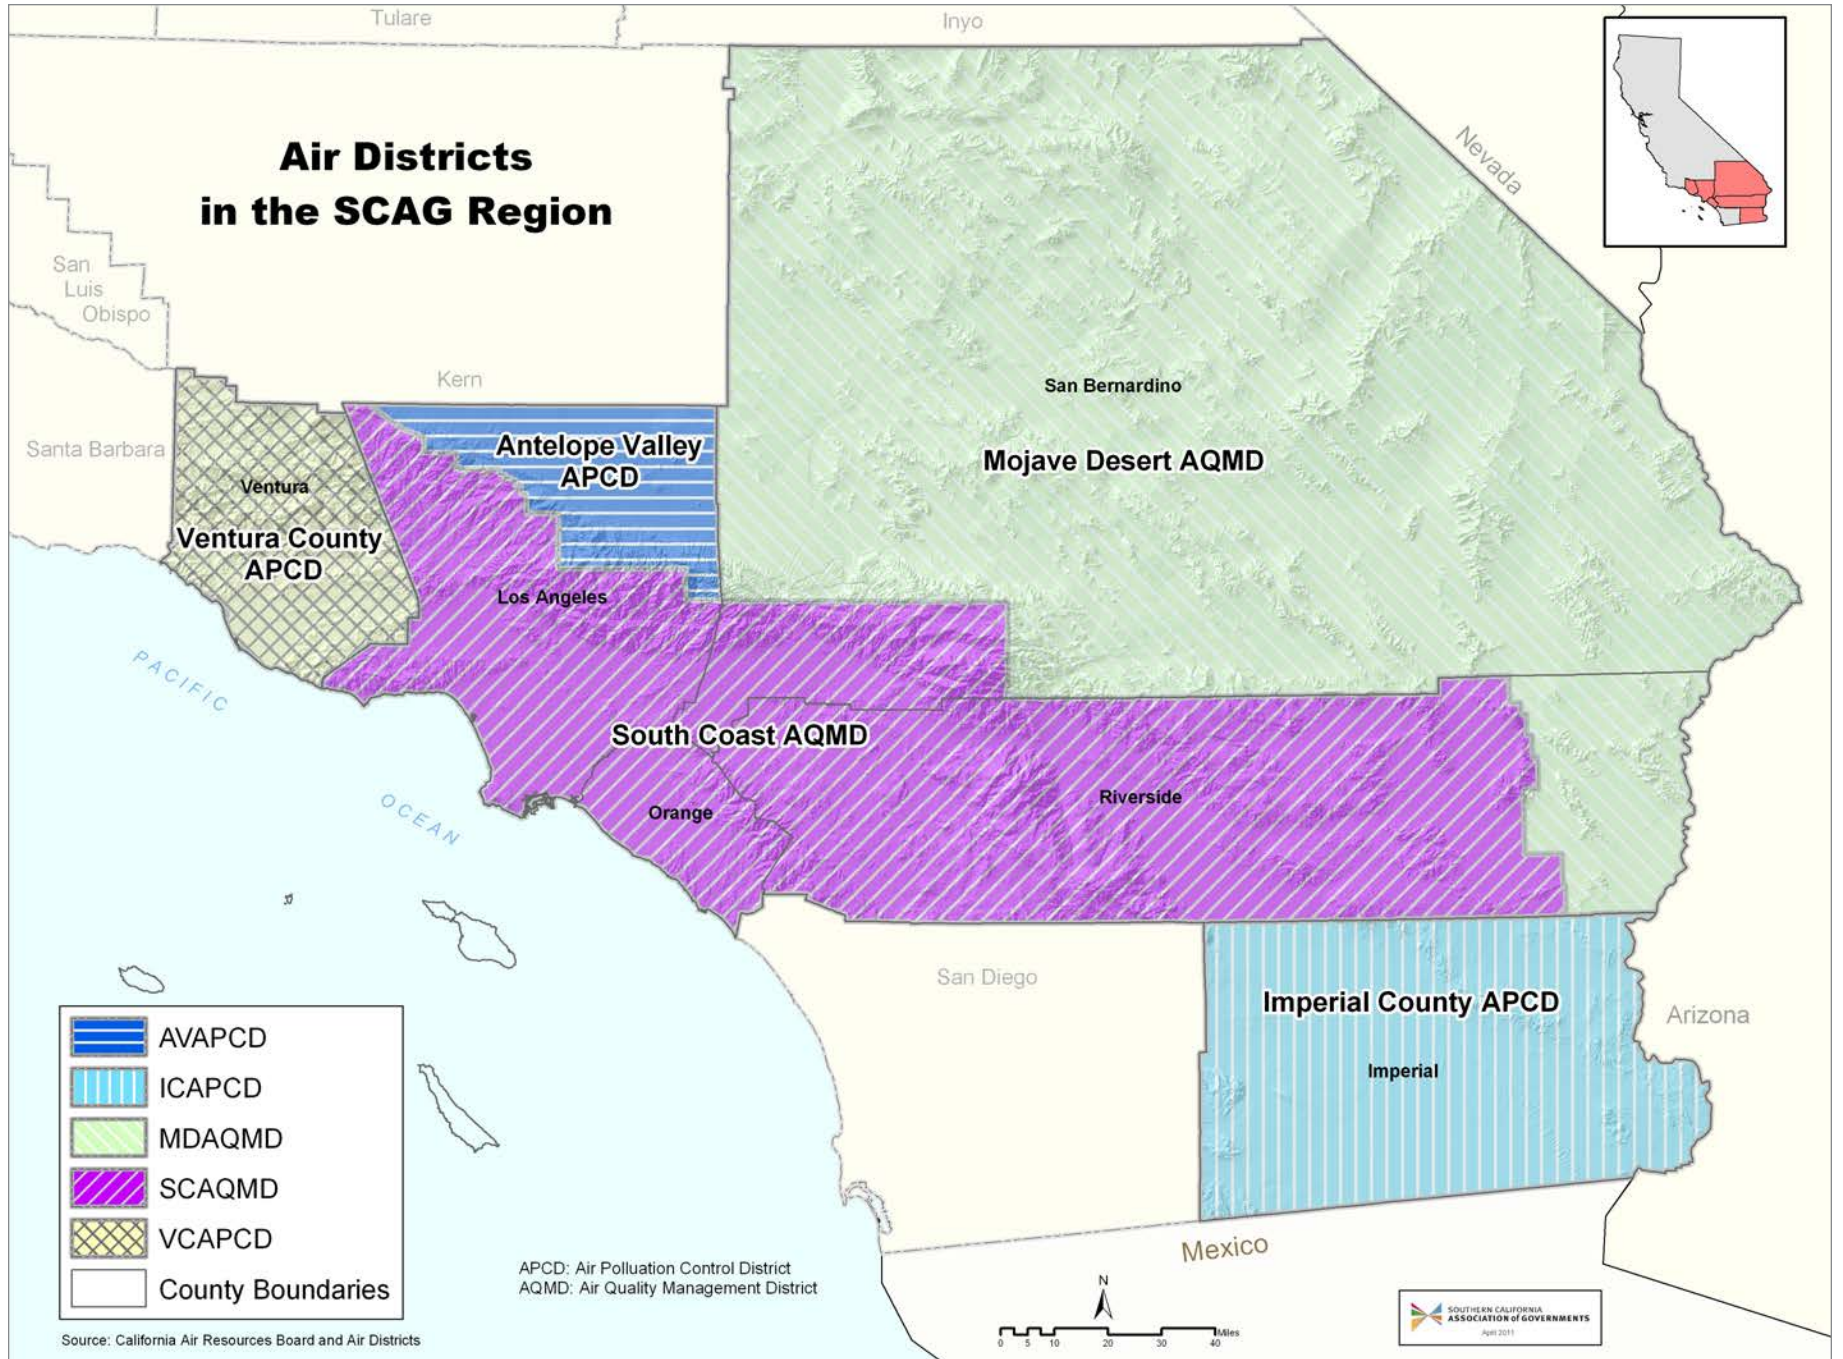 Tulare
Inyo
Air Districts
in the SCAG Region
Nevada
San
Luis
Obispo
Kern
San Bernardino
Santa Barbara
Antelope Valley
APCD
Mojave Desert AQMD
Ventura
Ventura County
APCD
Los Angeles
PACIFIC
South Coast AQMD
Riverside
Orange
OCEAN
San Diego
Imperial County APCD
Arizona
Imperial
AVAPCD
ICAPCD
MDAQMD
SCAQMD
VCAPCD
County Boundaries
Mexico
APCD: Air Polluation Control District
AQMD: Air Quality Management District
N
Miles
0 5 10 20 30 40
SOUTHERN CALIFORNIA
ASSOCIATION of GOVERNMENTS
April 2011
Source: California Air Resources Board and Air Districts